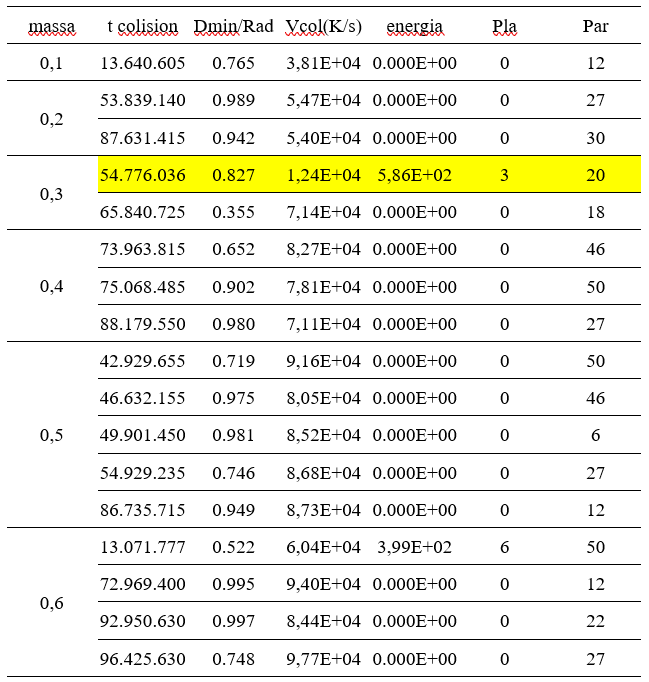 massa t colision Dmin/Rad Vcol(K/s) energia Pla Par
0,1 13.640.605 0.765 3,81E+04 0.000E+00 0 12
0,2 53.839.140 0.989 5,47E+04 0.000E+00 0 27
87.631.415 0.942 5,40E+04 0.000E+00 0 30
0,3 54.776.036 0.827 1,24E+04 5,86E+02 3 20
65.840.725 0.355 7,14E+04 0.000E+00 0 18
0,4 73.963.815 0.652 8,27E+04 0.000E+00 0 46
75.068.485 0.902 7,81E+04 0.000E+00 0 50
88.179.550 0.980 7,11E+04 0.000E+00 0 27
0,5 42.929.655 0.719 9,16E+04 0.000E+00 0 50
46.632.155 0.975 8,05E+04 0.000E+00 0 46
49.901.450 0.981 8,52E+04 0.000E+00 0 6
54.929.235 0.746 8,68E+04 0.000E+00 0 27
86.735.715 0.949 8,73E+04 0.000E+00 0 12
0,6 13.071.777 0.522 6,04E+04 3,99E+02 6 50
72.969.400 0.995 9,40E+04 0.000E+00 0 12
92.950.630 0.997 8,44E+04 0.000E+00 0 22
96.425.630 0.748 9,77E+04 0.000E+00 0 27